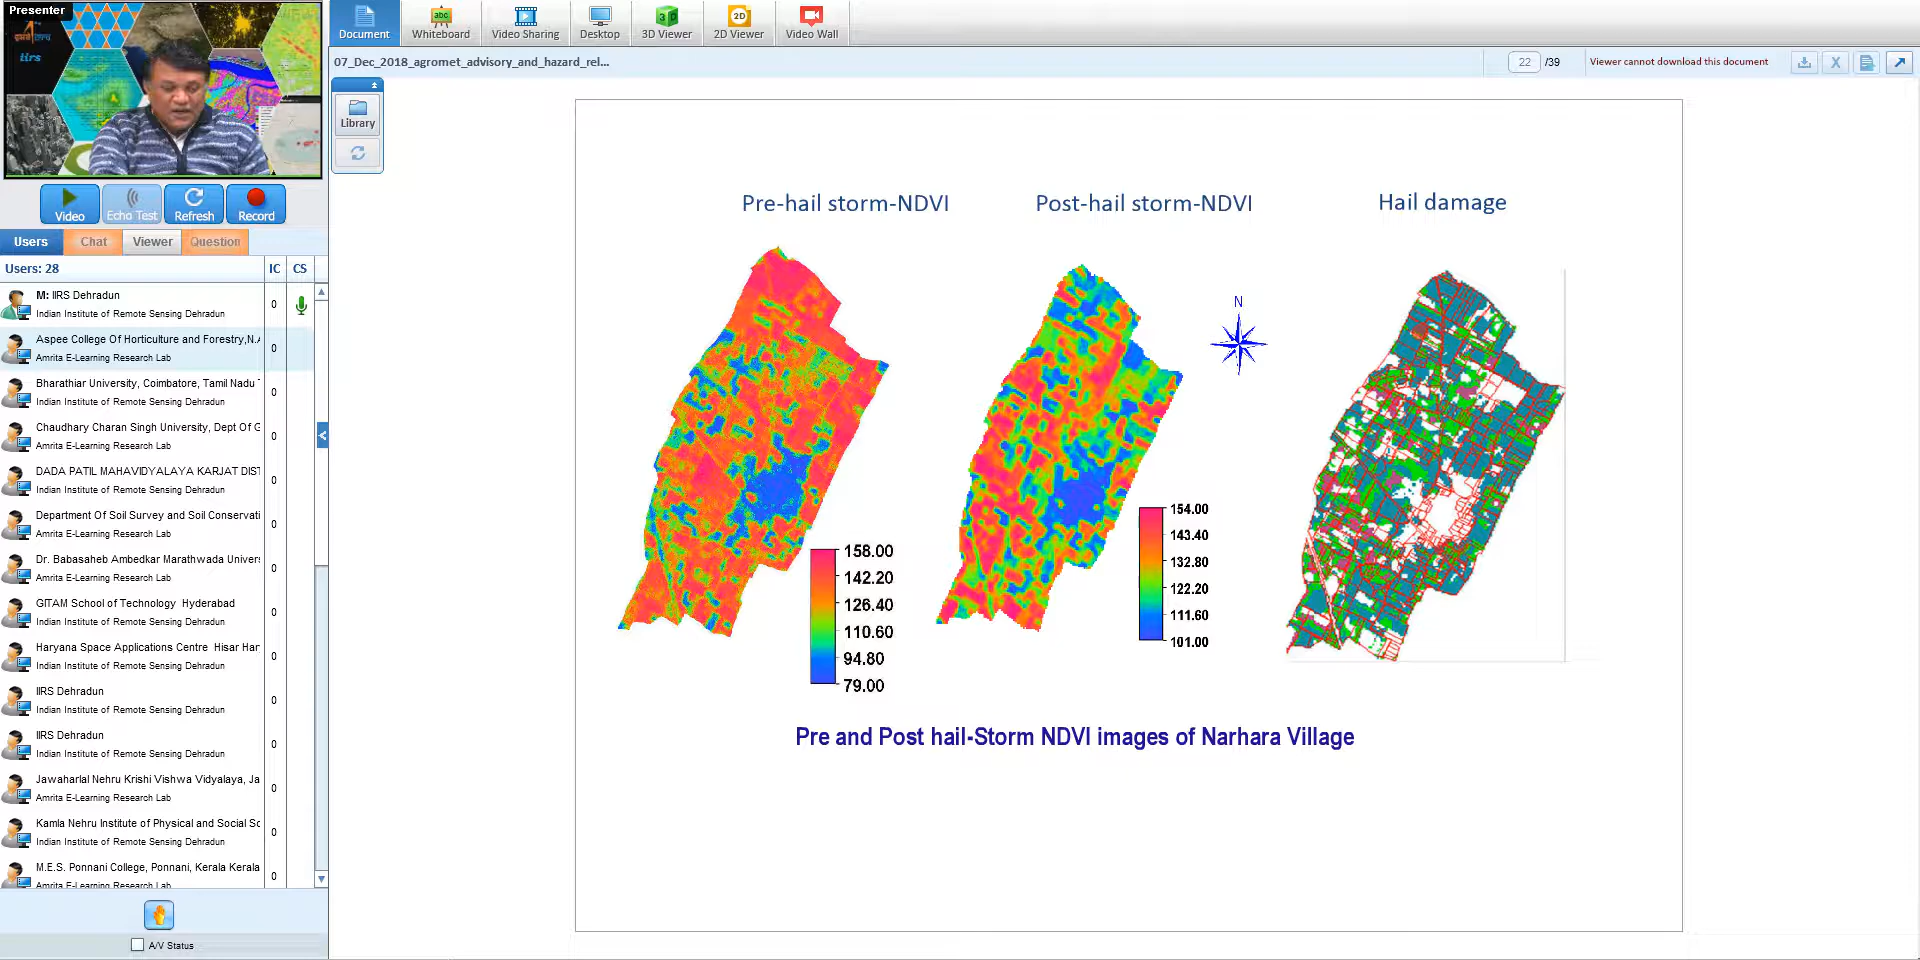 Presenter
iirs
Video
Echo Test
Refresh
Record
Users
Chat
Viewer
Question
Users: 28
IC
CS
M: IIRS Dehradun
Indian Institute of Remote Sensing Dehradun
0
Aspee College Of Horticulture and Forestry,N.
Amrita E-Learning Research Lab
0
Bharathiar University, Coimbatore, Tamil Nadu
Indian Institute of Remote Sensing Dehradun
0
Chaudhary Charan Singh University, Dept Of G
Amrita E-Learning Research Lab
0
DADA PATIL MAHAVIDYALAYA KARJAT DIST
Indian Institute of Remote Sensing Dehradun
0
Department Of Soil Survey and Soil Conservati
Amrita E-Learning Research Lab
0
Dr. Babasaheb Ambedkar Marathwada Univers
Amrita E-Learning Research Lab
0
GITAM School of Technology Hyderabad
Indian Institute of Remote Sensing Dehradun
0
Haryana Space Applications Centre Hisar Har
Indian Institute of Remote Sensing Dehradun
0
IIRS Dehradun
Indian Institute of Remote Sensing Dehradun
0
IIRS Dehradun
Indian Institute of Remote Sensing Dehradun
0
Jawaharlal Nehru Krishi Vishwa Vidyalaya, Ja
Amrita E-Learning Research Lab
0
Kamla Nehru Institute of Physical and Social Sc
Indian Institute of Remote Sensing Dehradun
0
M.E.S. Ponnani College, Ponnani, Kerala Kerala
Amrita E-Learning Research Lab
0
A/V Status
Document
abc
Whiteboard
Video Sharing
Desktop
3D
3D Viewer
2D
2D Viewer
Video Wall
07_Dec_2018_agromet_advisory_and_hazard_rel...
22 /39
Viewer cannot download this document
X
Library
Pre-hail storm-NDVI
Post-hail storm-NDVI
Hail damage
N
158.00
142.20
126.40
110.60
94.80
79.00
154.00
143.40
132.80
122.20
111.60
101.00
Pre and Post hail-Storm NDVI images of Narhara Village